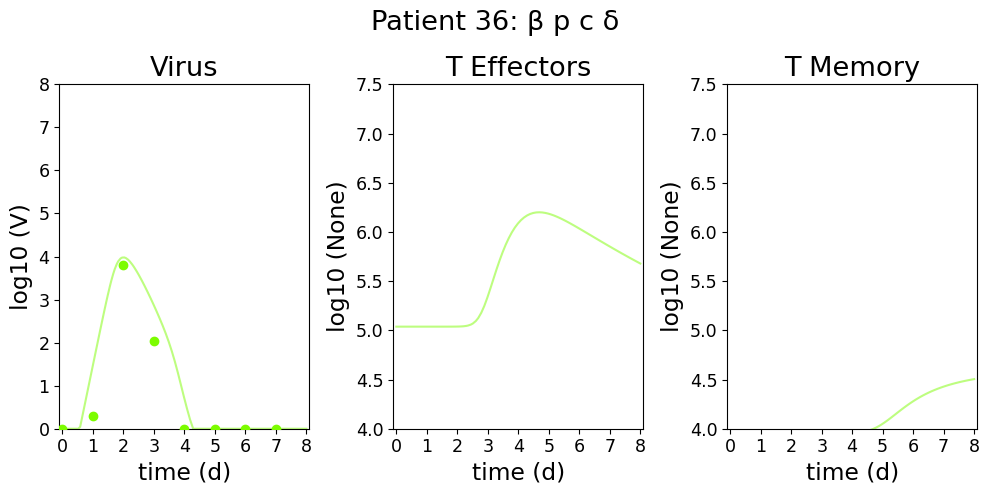 Patient 36: β p c δ
Virus
T Effectors
T Memory
log10 (V)
8
7
6
5
4
3
2
1
0
0 1 2 3 4 5 6 7 8
time (d)
log10 (None)
7.5
7.0
6.5
6.0
5.5
5.0
4.5
4.0
0 1 2 3 4 5 6 7 8
time (d)
log10 (None)
7.5
7.0
6.5
6.0
5.5
5.0
4.5
4.0
0 1 2 3 4 5 6 7 8
time (d)